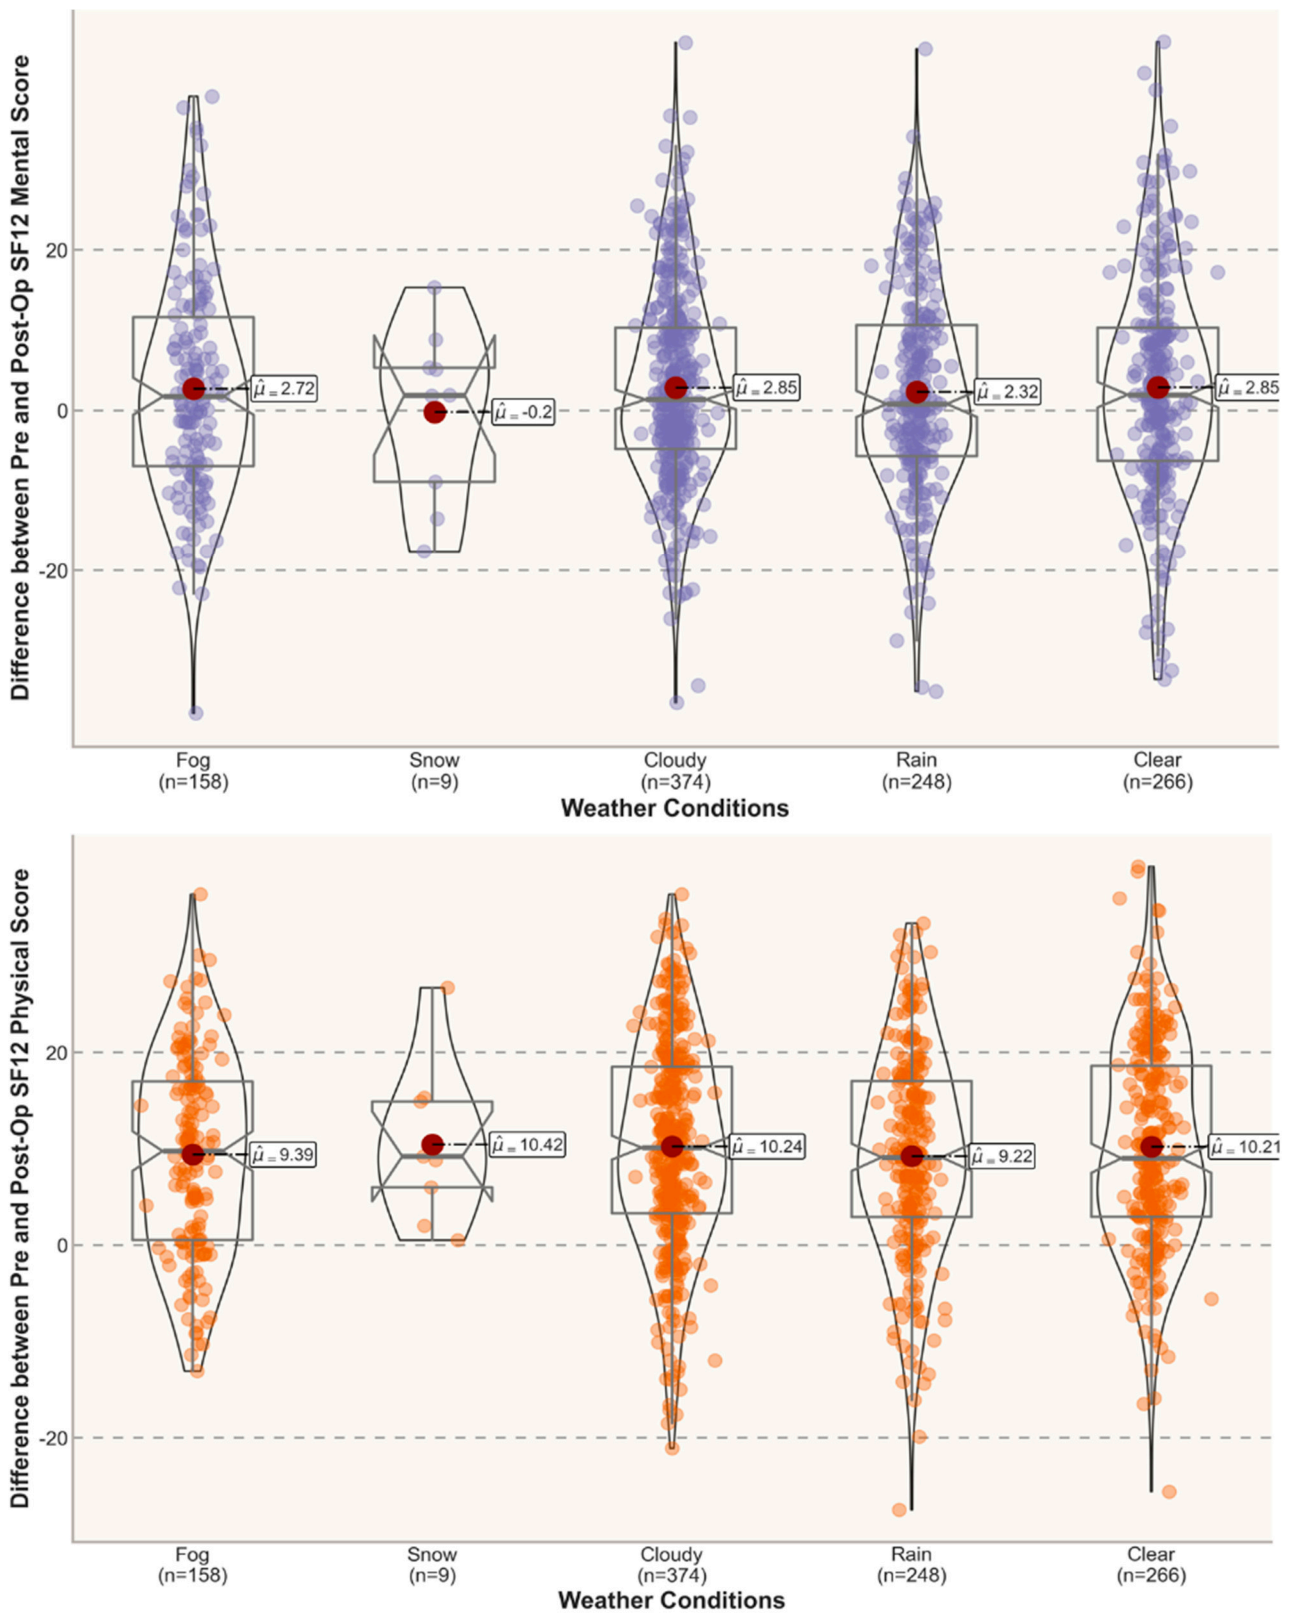 Difference between Pre and Post-Op SF12 Mental Score
20
0
-20
μ̂ = 2.72
μ̂ = -0.2
μ̂ = 2.85
μ̂ = 2.32
μ̂ = 2.85
Fog
(n=158)
Snow
(n=9)
Cloudy
(n=374)
Rain
(n=248)
Clear
(n=266)
Weather Conditions
Difference between Pre and Post-Op SF12 Physical Score
20
0
-20
μ̂ = 9.39
μ̂ = 10.42
μ̂ = 10.24
μ̂ = 9.22
μ̂ = 10.21
Fog
(n=158)
Snow
(n=9)
Cloudy
(n=374)
Rain
(n=248)
Clear
(n=266)
Weather Conditions